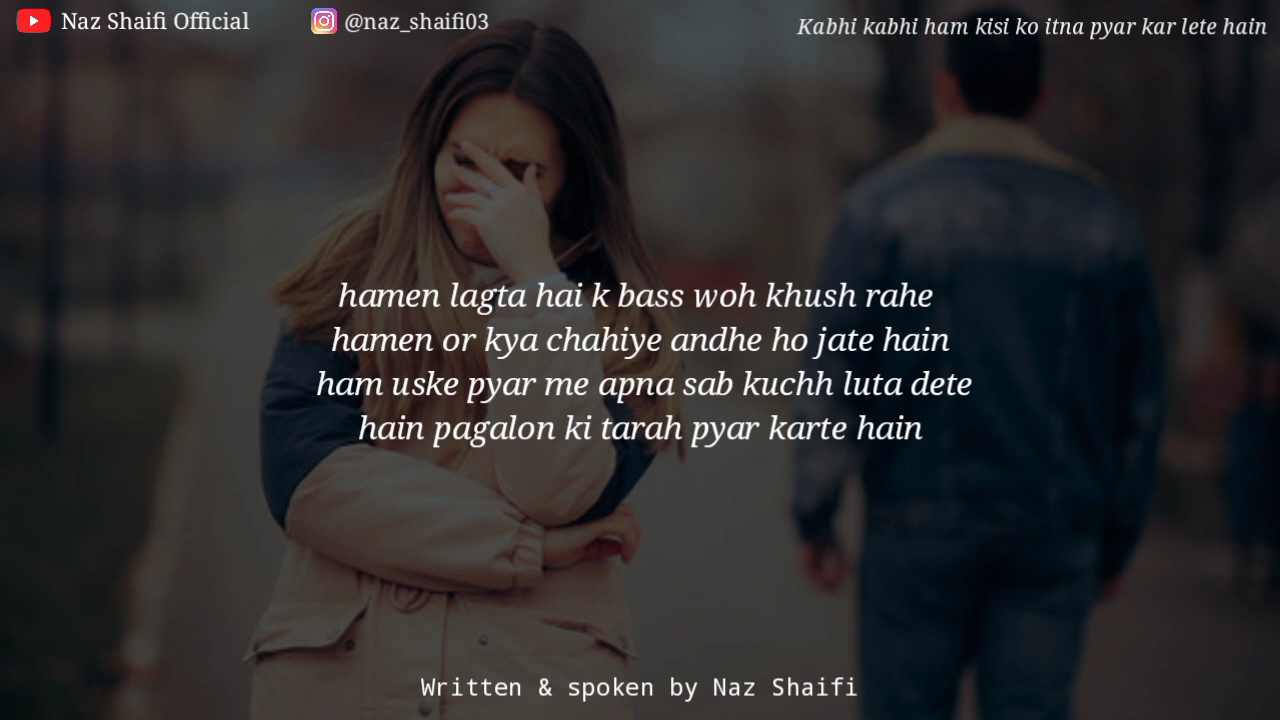 Naz Shaifi Official
@naz_shaifi03
Kabhi kabhi ham kisi ko itna pyar kar lete hain
hamen lagta hai k bass woh khush rahe
hamen or kya chahiye andhe ho jate hain
ham uske pyar me apna sab kuchh luta dete
hain pagalon ki tarah pyar karte hain
Written & spoken by Naz Shaifi